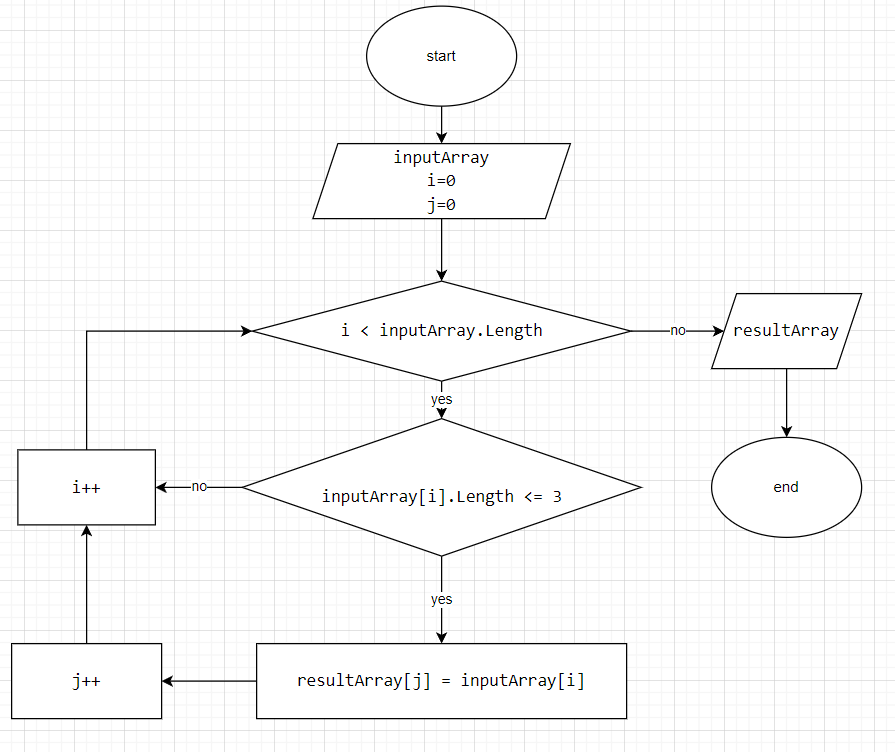 start
inputArray
i=0
j=0
i < inputArray.Length
no
resultArray
yes
i++
no
inputArray[i].Length <= 3
end
yes
j++
resultArray[j] = inputArray[i]